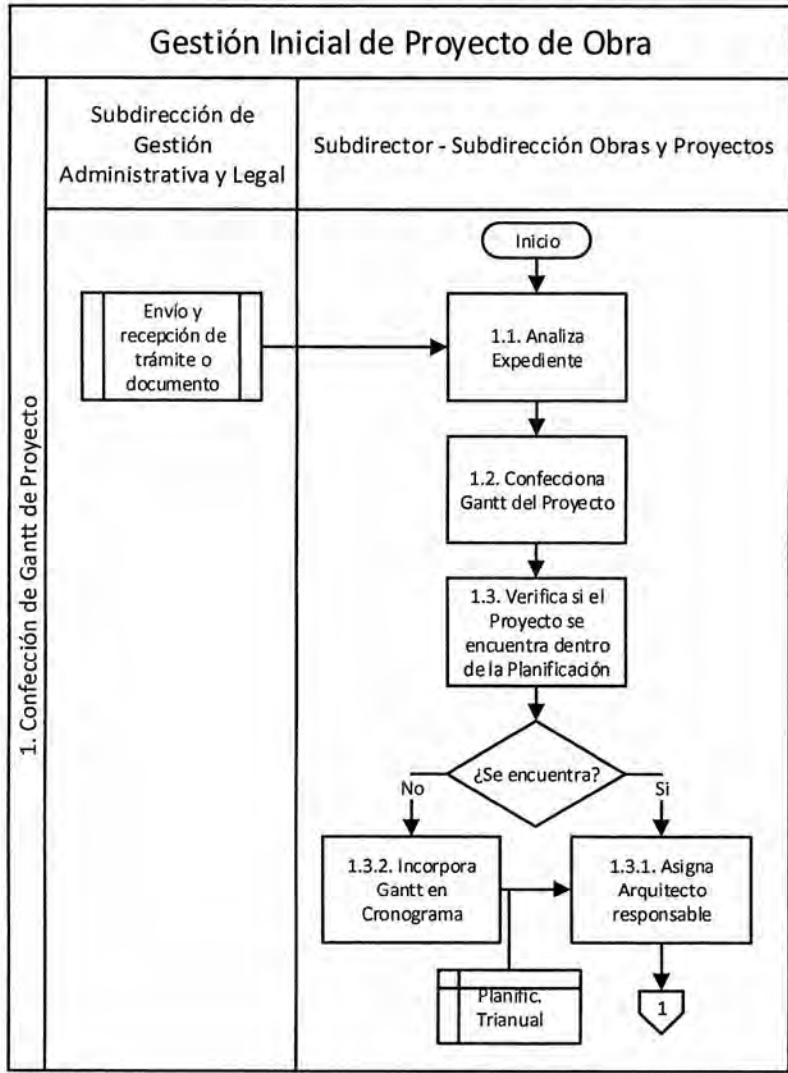 Gestión Inicial de Proyecto de Obra
Subdirección de
Gestión
Administrativa y Legal
Subdirector - Subdirección Obras y Proyectos
1. Confección de Gantt de Proyecto
Inicio
Envío y
recepción de
trámite o
documento
1.1. Analiza
Expediente
1.2. Confecciona
Gantt del Proyecto
1.3. Verifica si el
Proyecto se
encuentra dentro
de la Planificación
¿Se encuentra?
No
Si
1.3.2. Incorpora
Gantt en
Cronograma
1.3.1. Asigna
Arquitecto
responsable
Planific.
Trianual
1